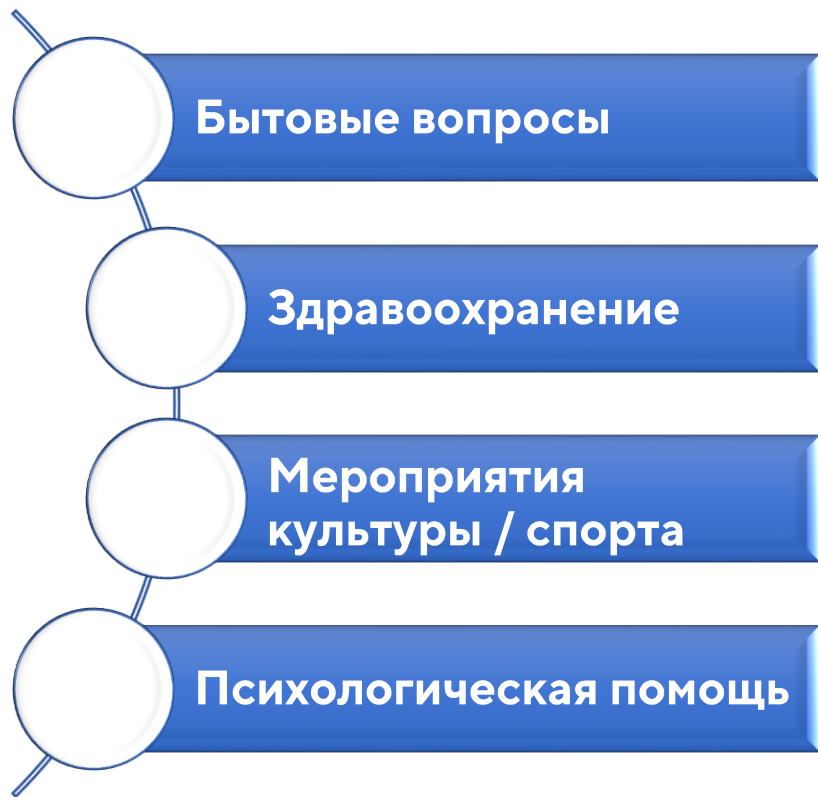 Бытовые вопросы
Здравоохранение
Мероприятия
культуры / спорта
Психологическая помощь